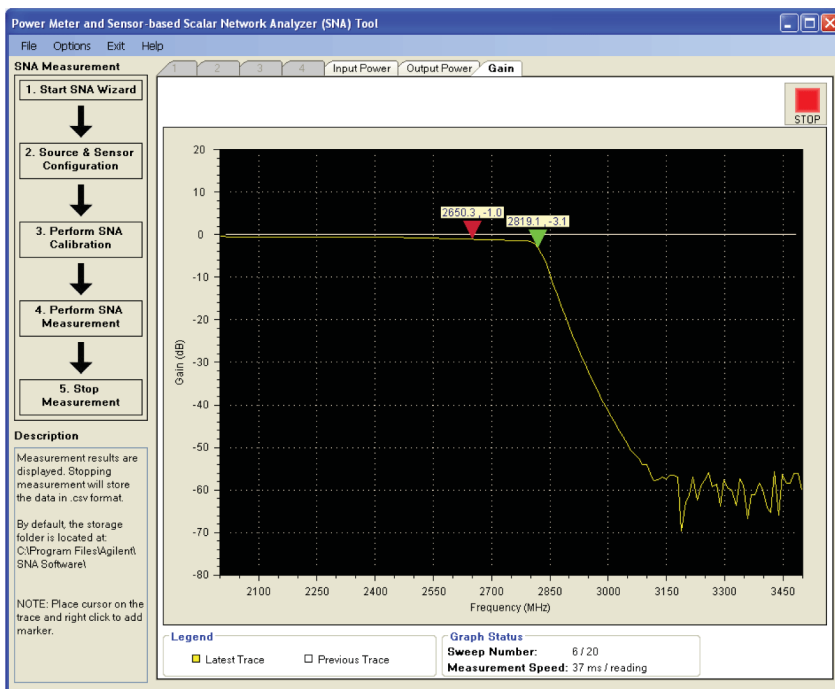 Power Meter and Sensor-based Scalar Network Analyzer (SNA) Tool
File Options Exit Help
SNA Measurement
1. Start SNA Wizard
2. Source & Sensor
Configuration
3. Perform SNA
Calibration
4. Perform SNA
Measurement
5. Stop
Measurement
Description
Measurement results are
displayed. Stopping
measurement will store
the data in .csv format.
By default, the storage
folder is located at:
C:\Program Files\Agilent\
SNA Software\
NOTE: Place cursor on the
trace and right click to add
marker.
1 2 3 4 Input Power Output Power Gain
STOP
20
10
0
-10
-20
-30
-40
-50
-60
-70
-80
Gain (dB)
2650.3 , -1.0
2819.1 , -3.1
2100 2250 2400 2550 2700 2850 3000 3150 3300 3450
Frequency (MHz)
Legend
Latest Trace Previous Trace
Graph Status
Sweep Number: 6 / 20
Measurement Speed: 37 ms / reading